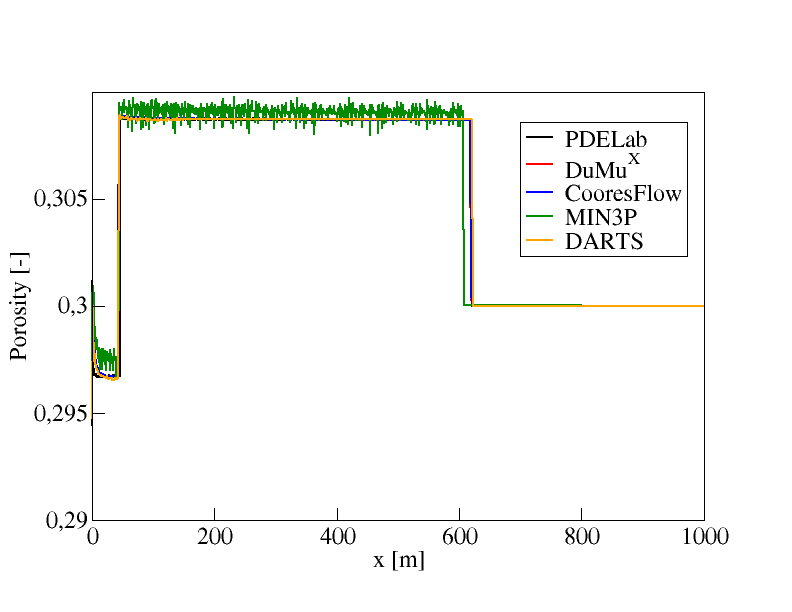 PDELab
DuMuX
CooresFlow
MIN3P
DARTS
0,305
0,3
0,295
0,29
Porosity [-]
0 200 400 600 800 1000
x [m]